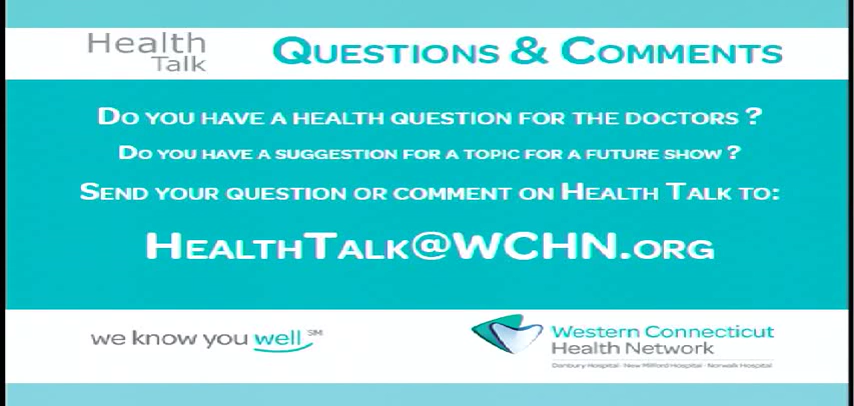 Health
Talk
QUESTIONS & COMMENTS
DO YOU HAVE A HEALTH QUESTION FOR THE DOCTORS ?
DO YOU HAVE A SUGGESTION FOR A TOPIC FOR A FUTURE SHOW ?
SEND YOUR QUESTION OR COMMENT ON HEALTH TALK TO:
HEALTHTALK@WCHN.ORG
we know you well SM
Western Connecticut
Health Network
Danbury Hospital · New Milford Hospital · Norwalk Hospital